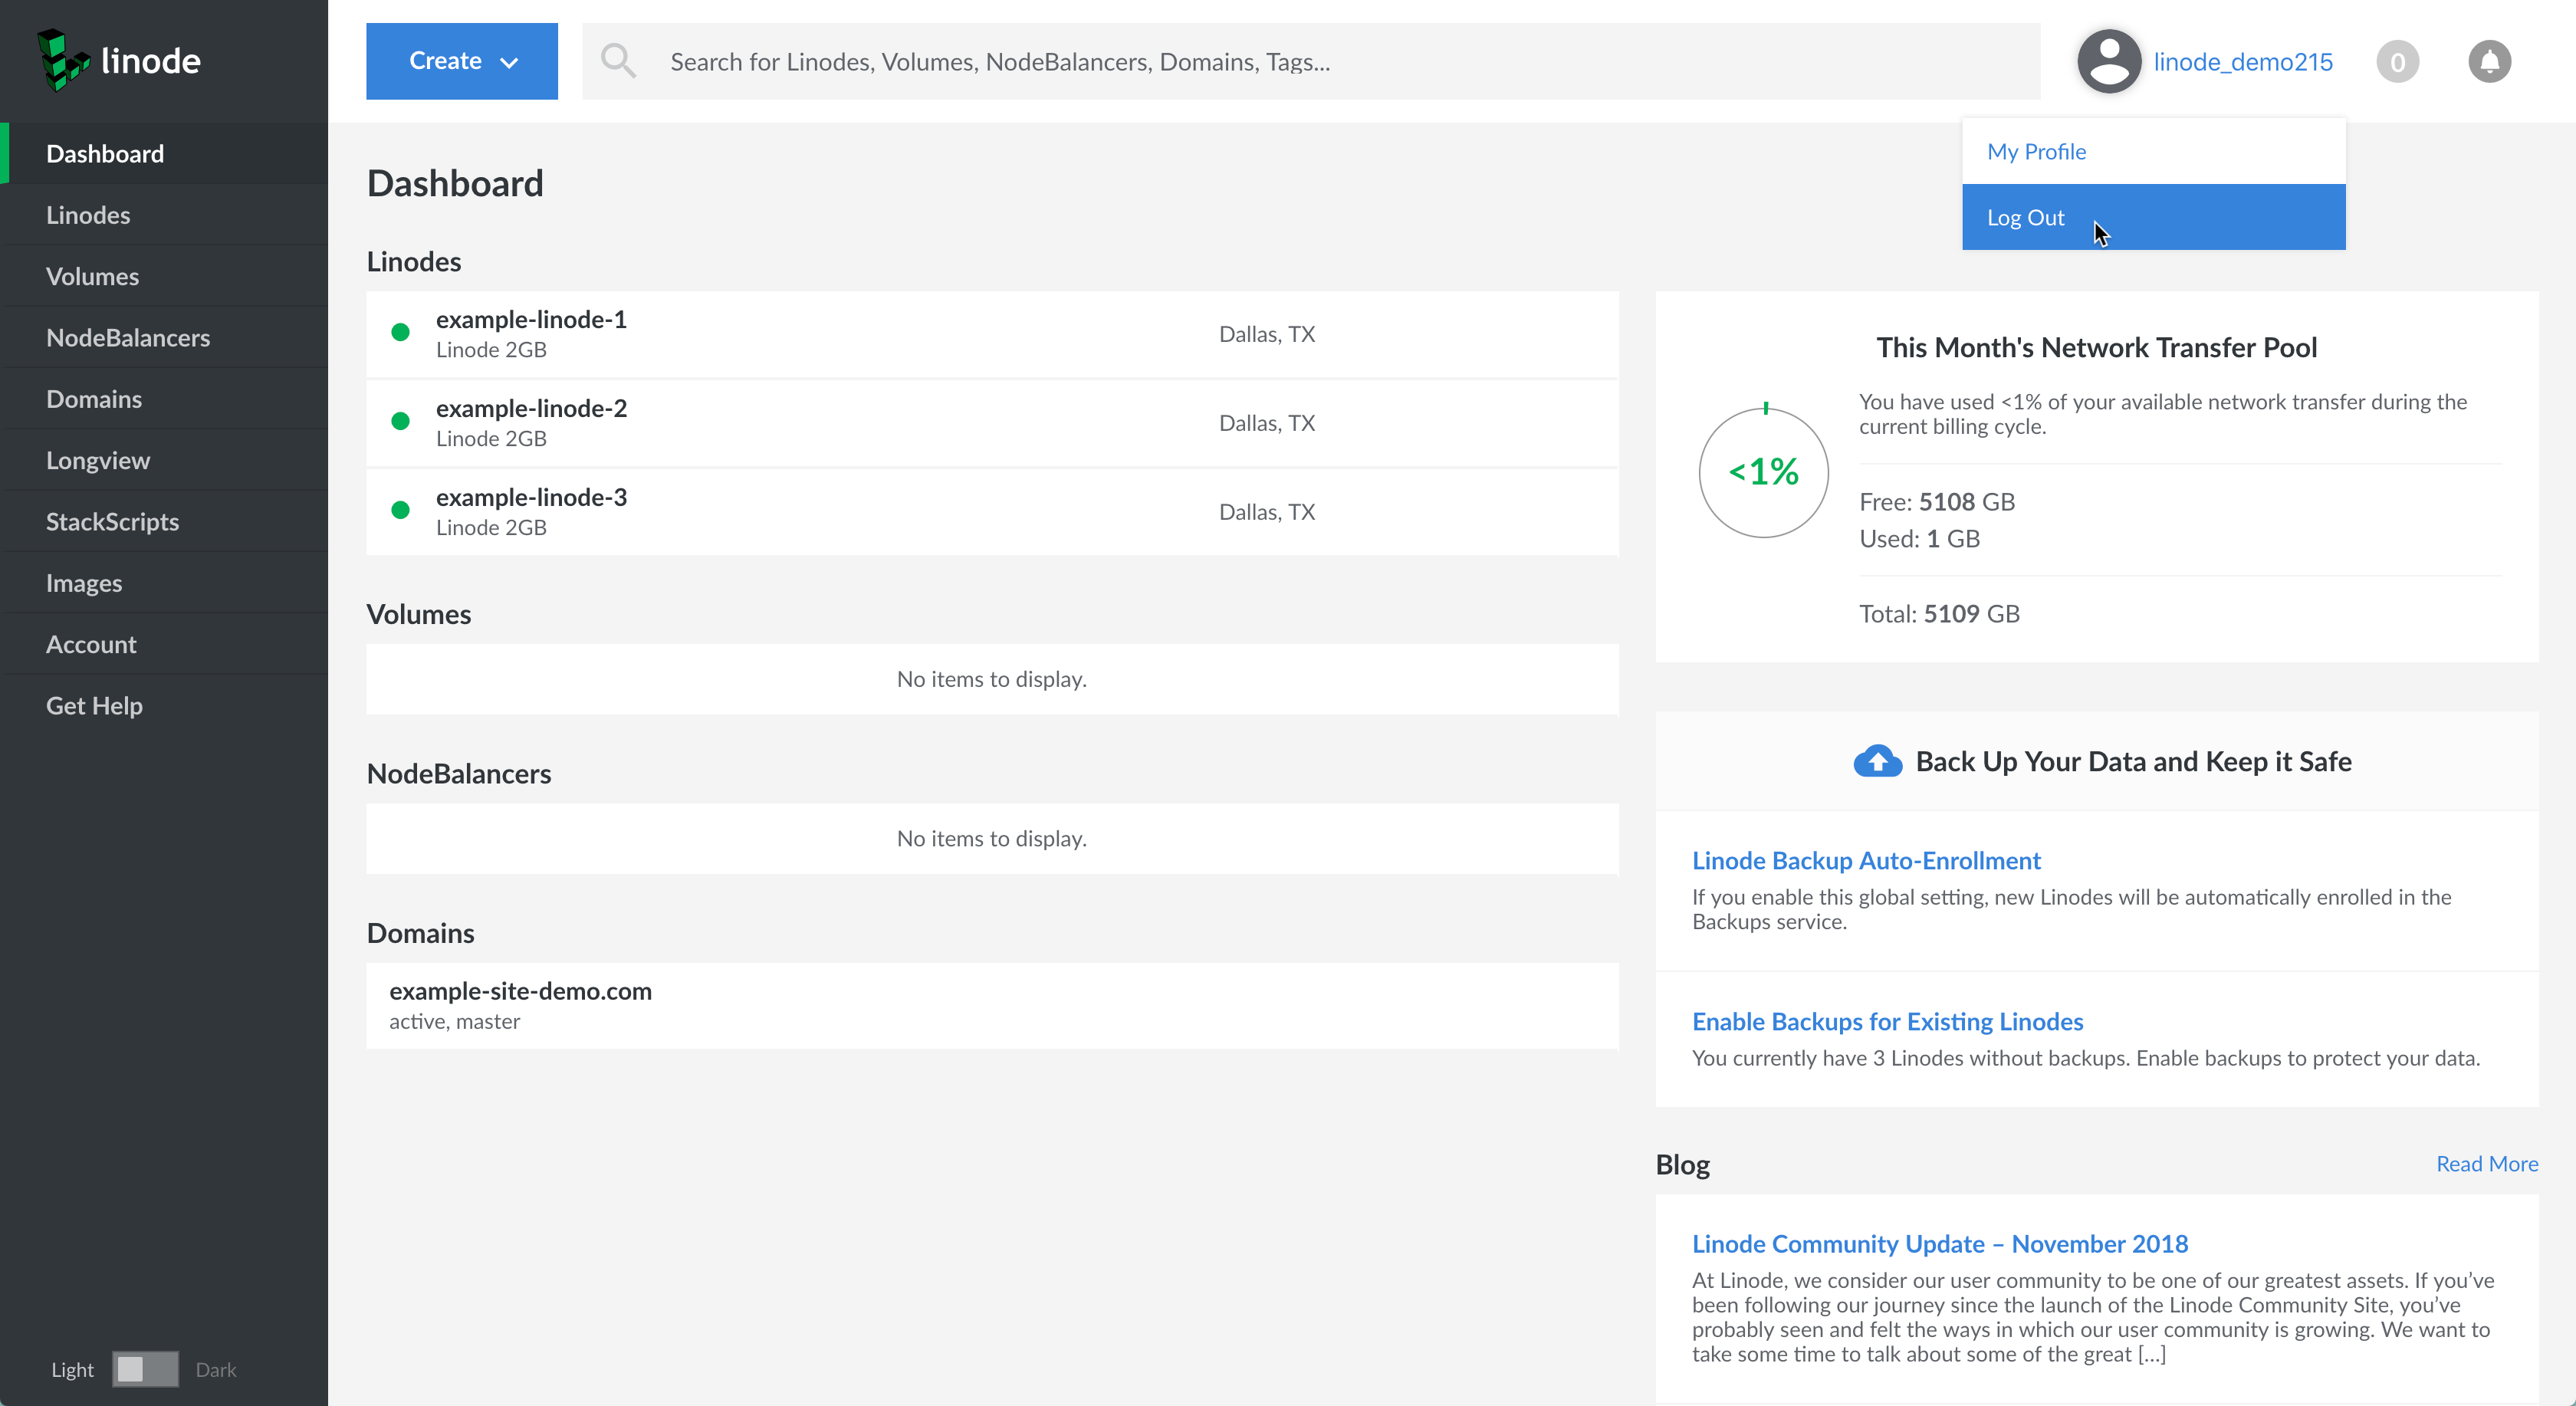 linode
Create
Search for Linodes, Volumes, NodeBalancers, Domains, Tags...
linode_demo215
0
My Profile
Log Out
Dashboard
Linodes
Volumes
NodeBalancers
Domains
Longview
StackScripts
Images
Account
Get Help
Light
Dark
Dashboard
Linodes
example-linode-1
Linode 2GB
Dallas, TX
example-linode-2
Linode 2GB
Dallas, TX
example-linode-3
Linode 2GB
Dallas, TX
Volumes
No items to display.
NodeBalancers
No items to display.
Domains
example-site-demo.com
active, master
This Month's Network Transfer Pool
<1%
You have used <1% of your available network transfer during the
current billing cycle.
Free: 5108 GB
Used: 1 GB
Total: 5109 GB
Back Up Your Data and Keep it Safe
Linode Backup Auto-Enrollment
If you enable this global setting, new Linodes will be automatically enrolled in the
Backups service.
Enable Backups for Existing Linodes
You currently have 3 Linodes without backups. Enable backups to protect your data.
Blog
Read More
Linode Community Update – November 2018
At Linode, we consider our user community to be one of our greatest assets. If you’ve
been following our journey since the launch of the Linode Community Site, you’ve
probably seen and felt the ways in which our user community is growing. We want to
take some time to talk about some of the great [...]